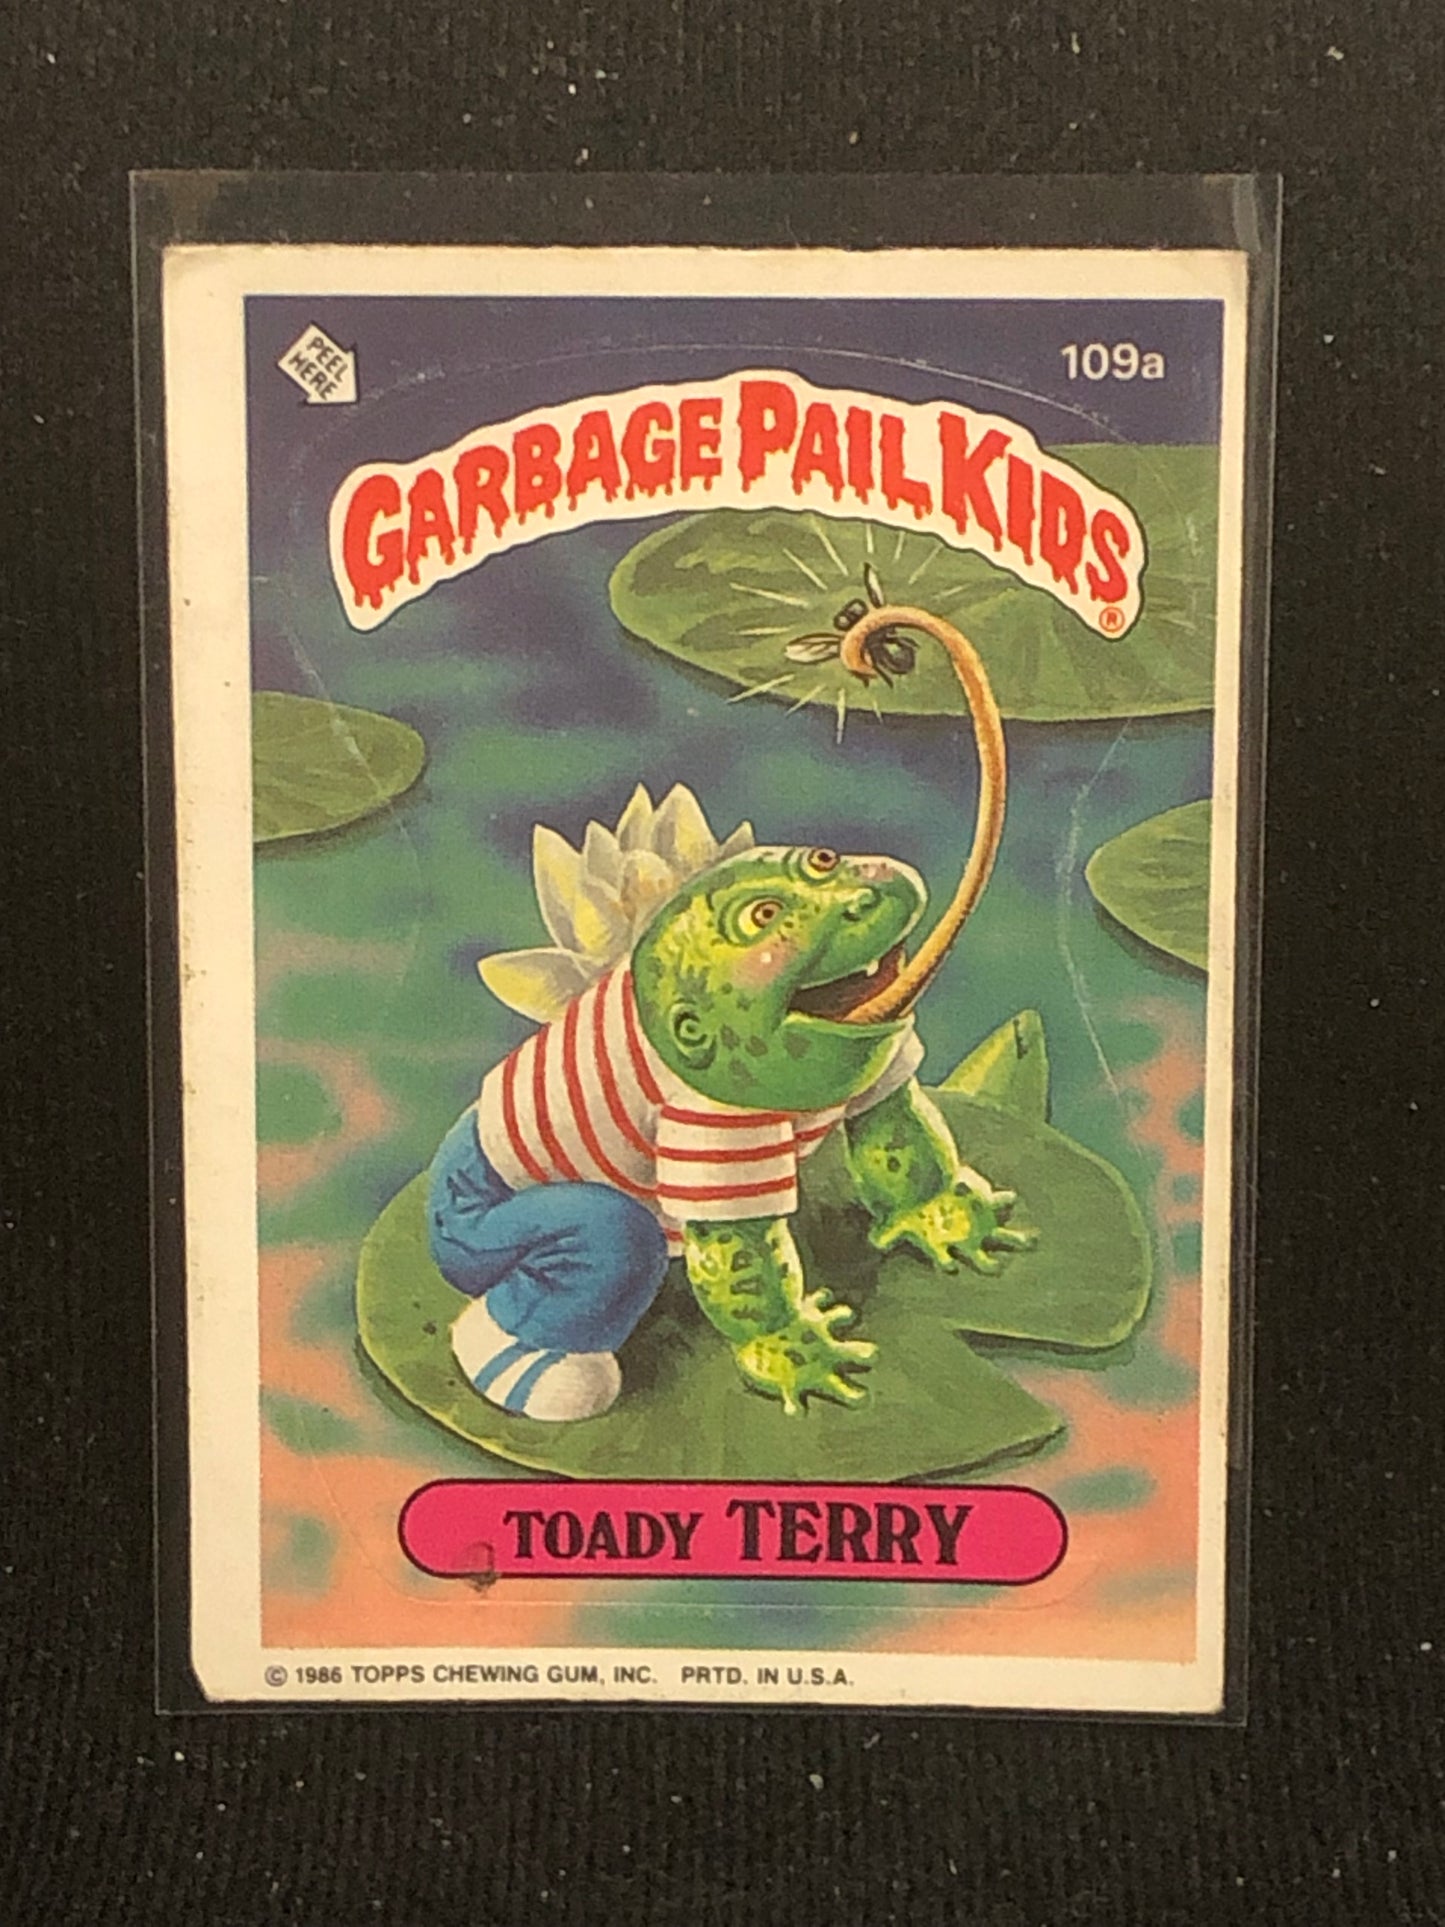 PEEL
HERE
109a
GARBAGE PAIL KIDS ®
TOADY TERRY
© 1986 TOPPS CHEWING GUM, INC. PRTD. IN U.S.A.